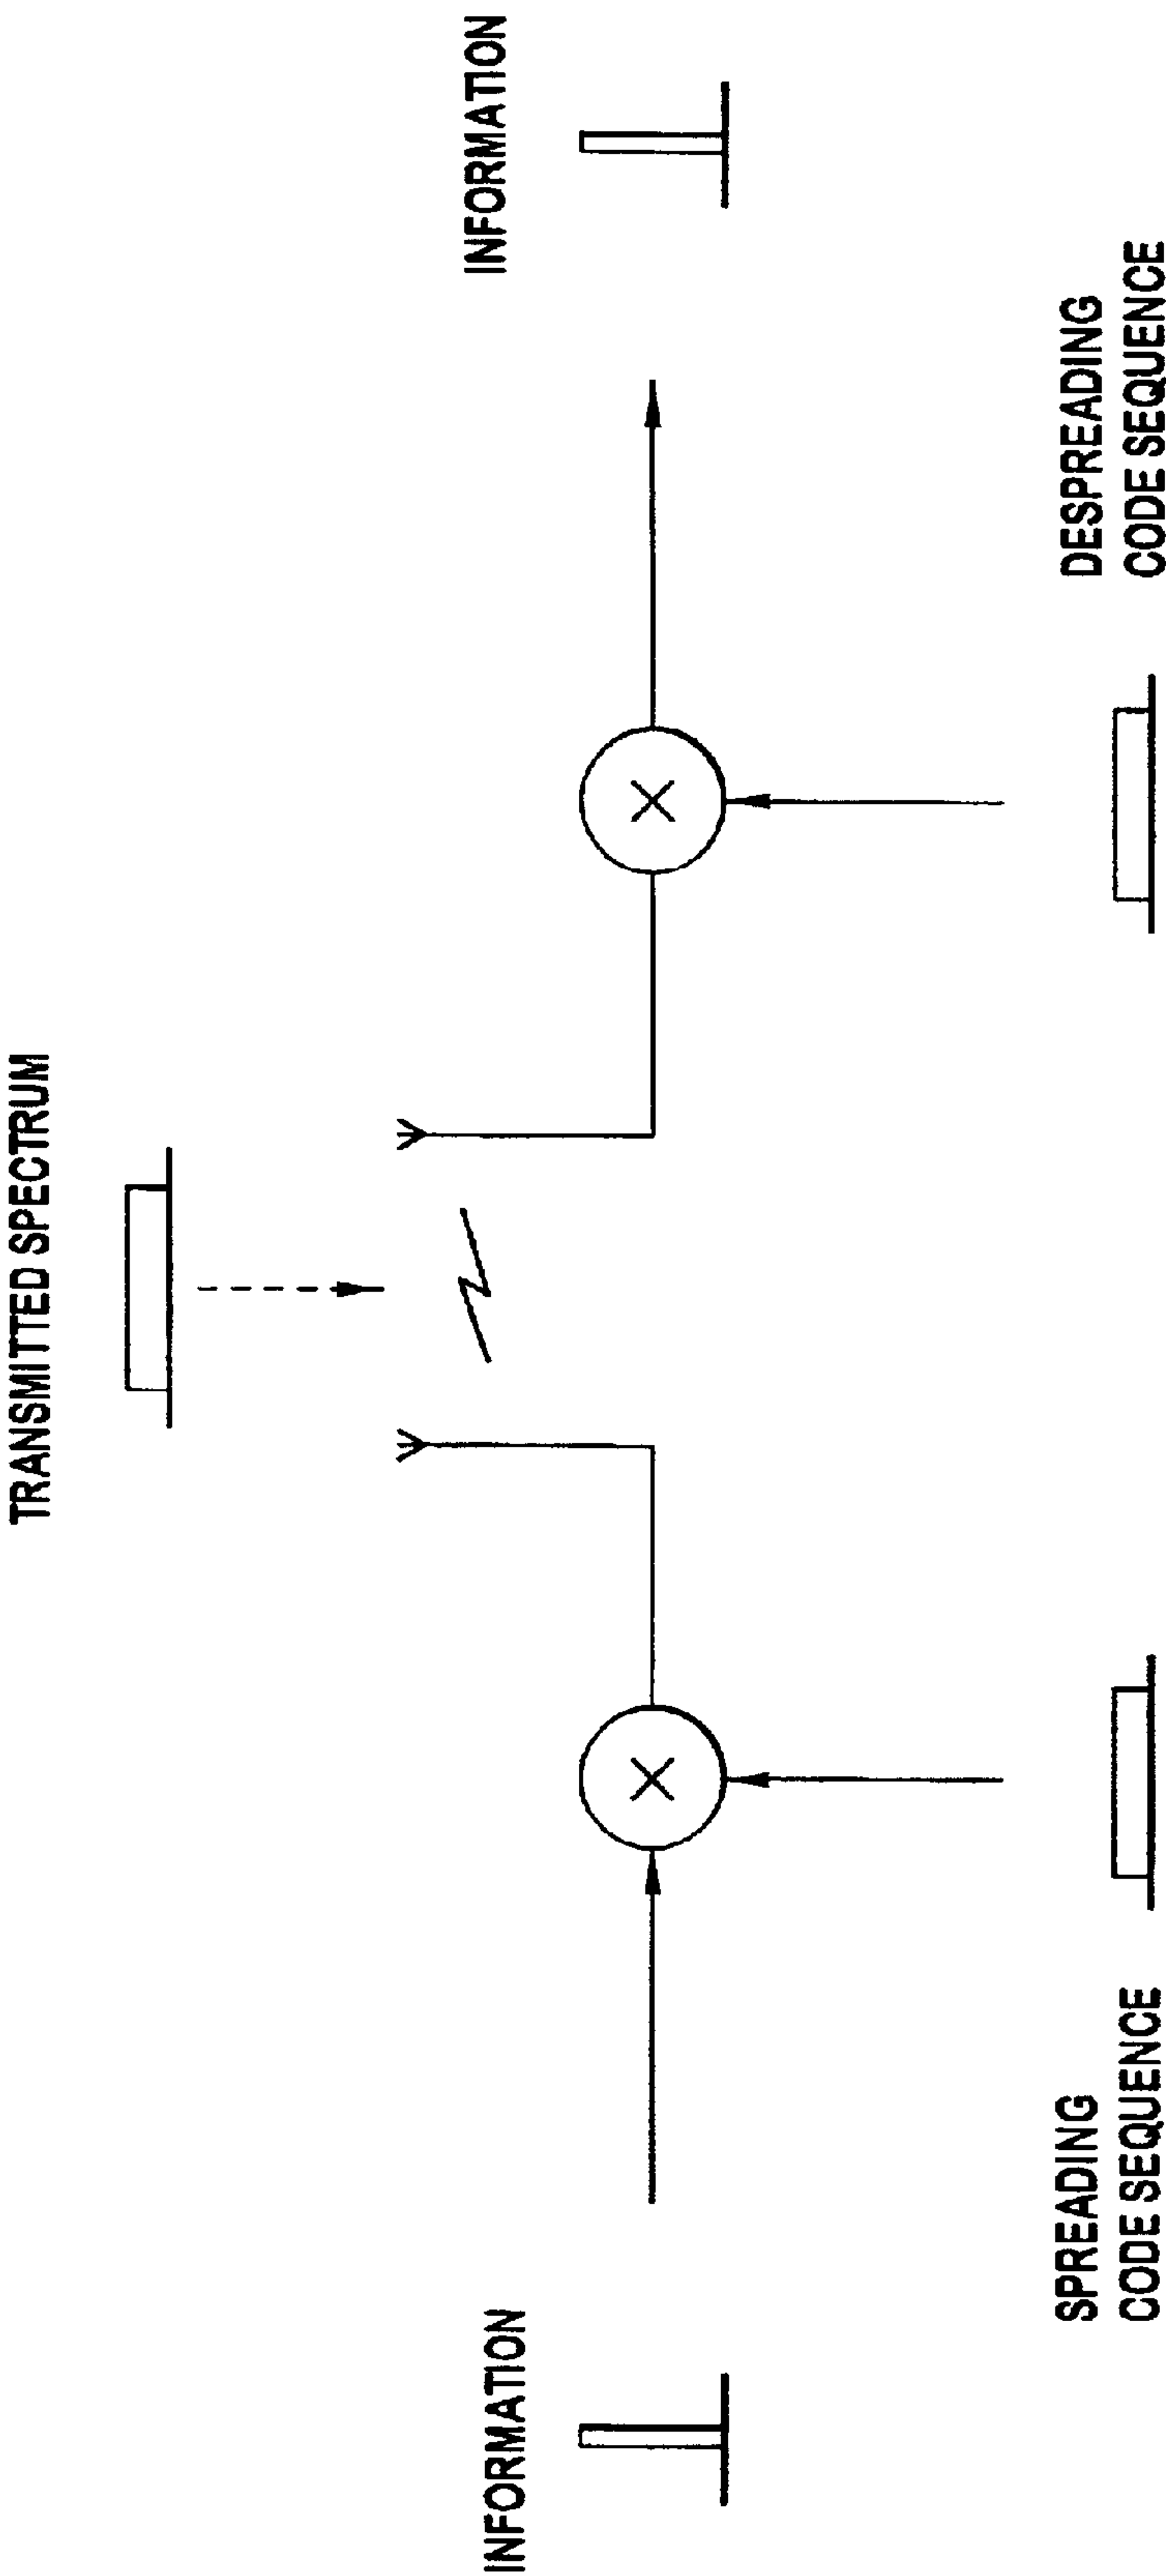 TRANSMITTED SPECTRUM
INFORMATION
INFORMATION
SPREADING
CODE SEQUENCE
DESPREADING
CODE SEQUENCE